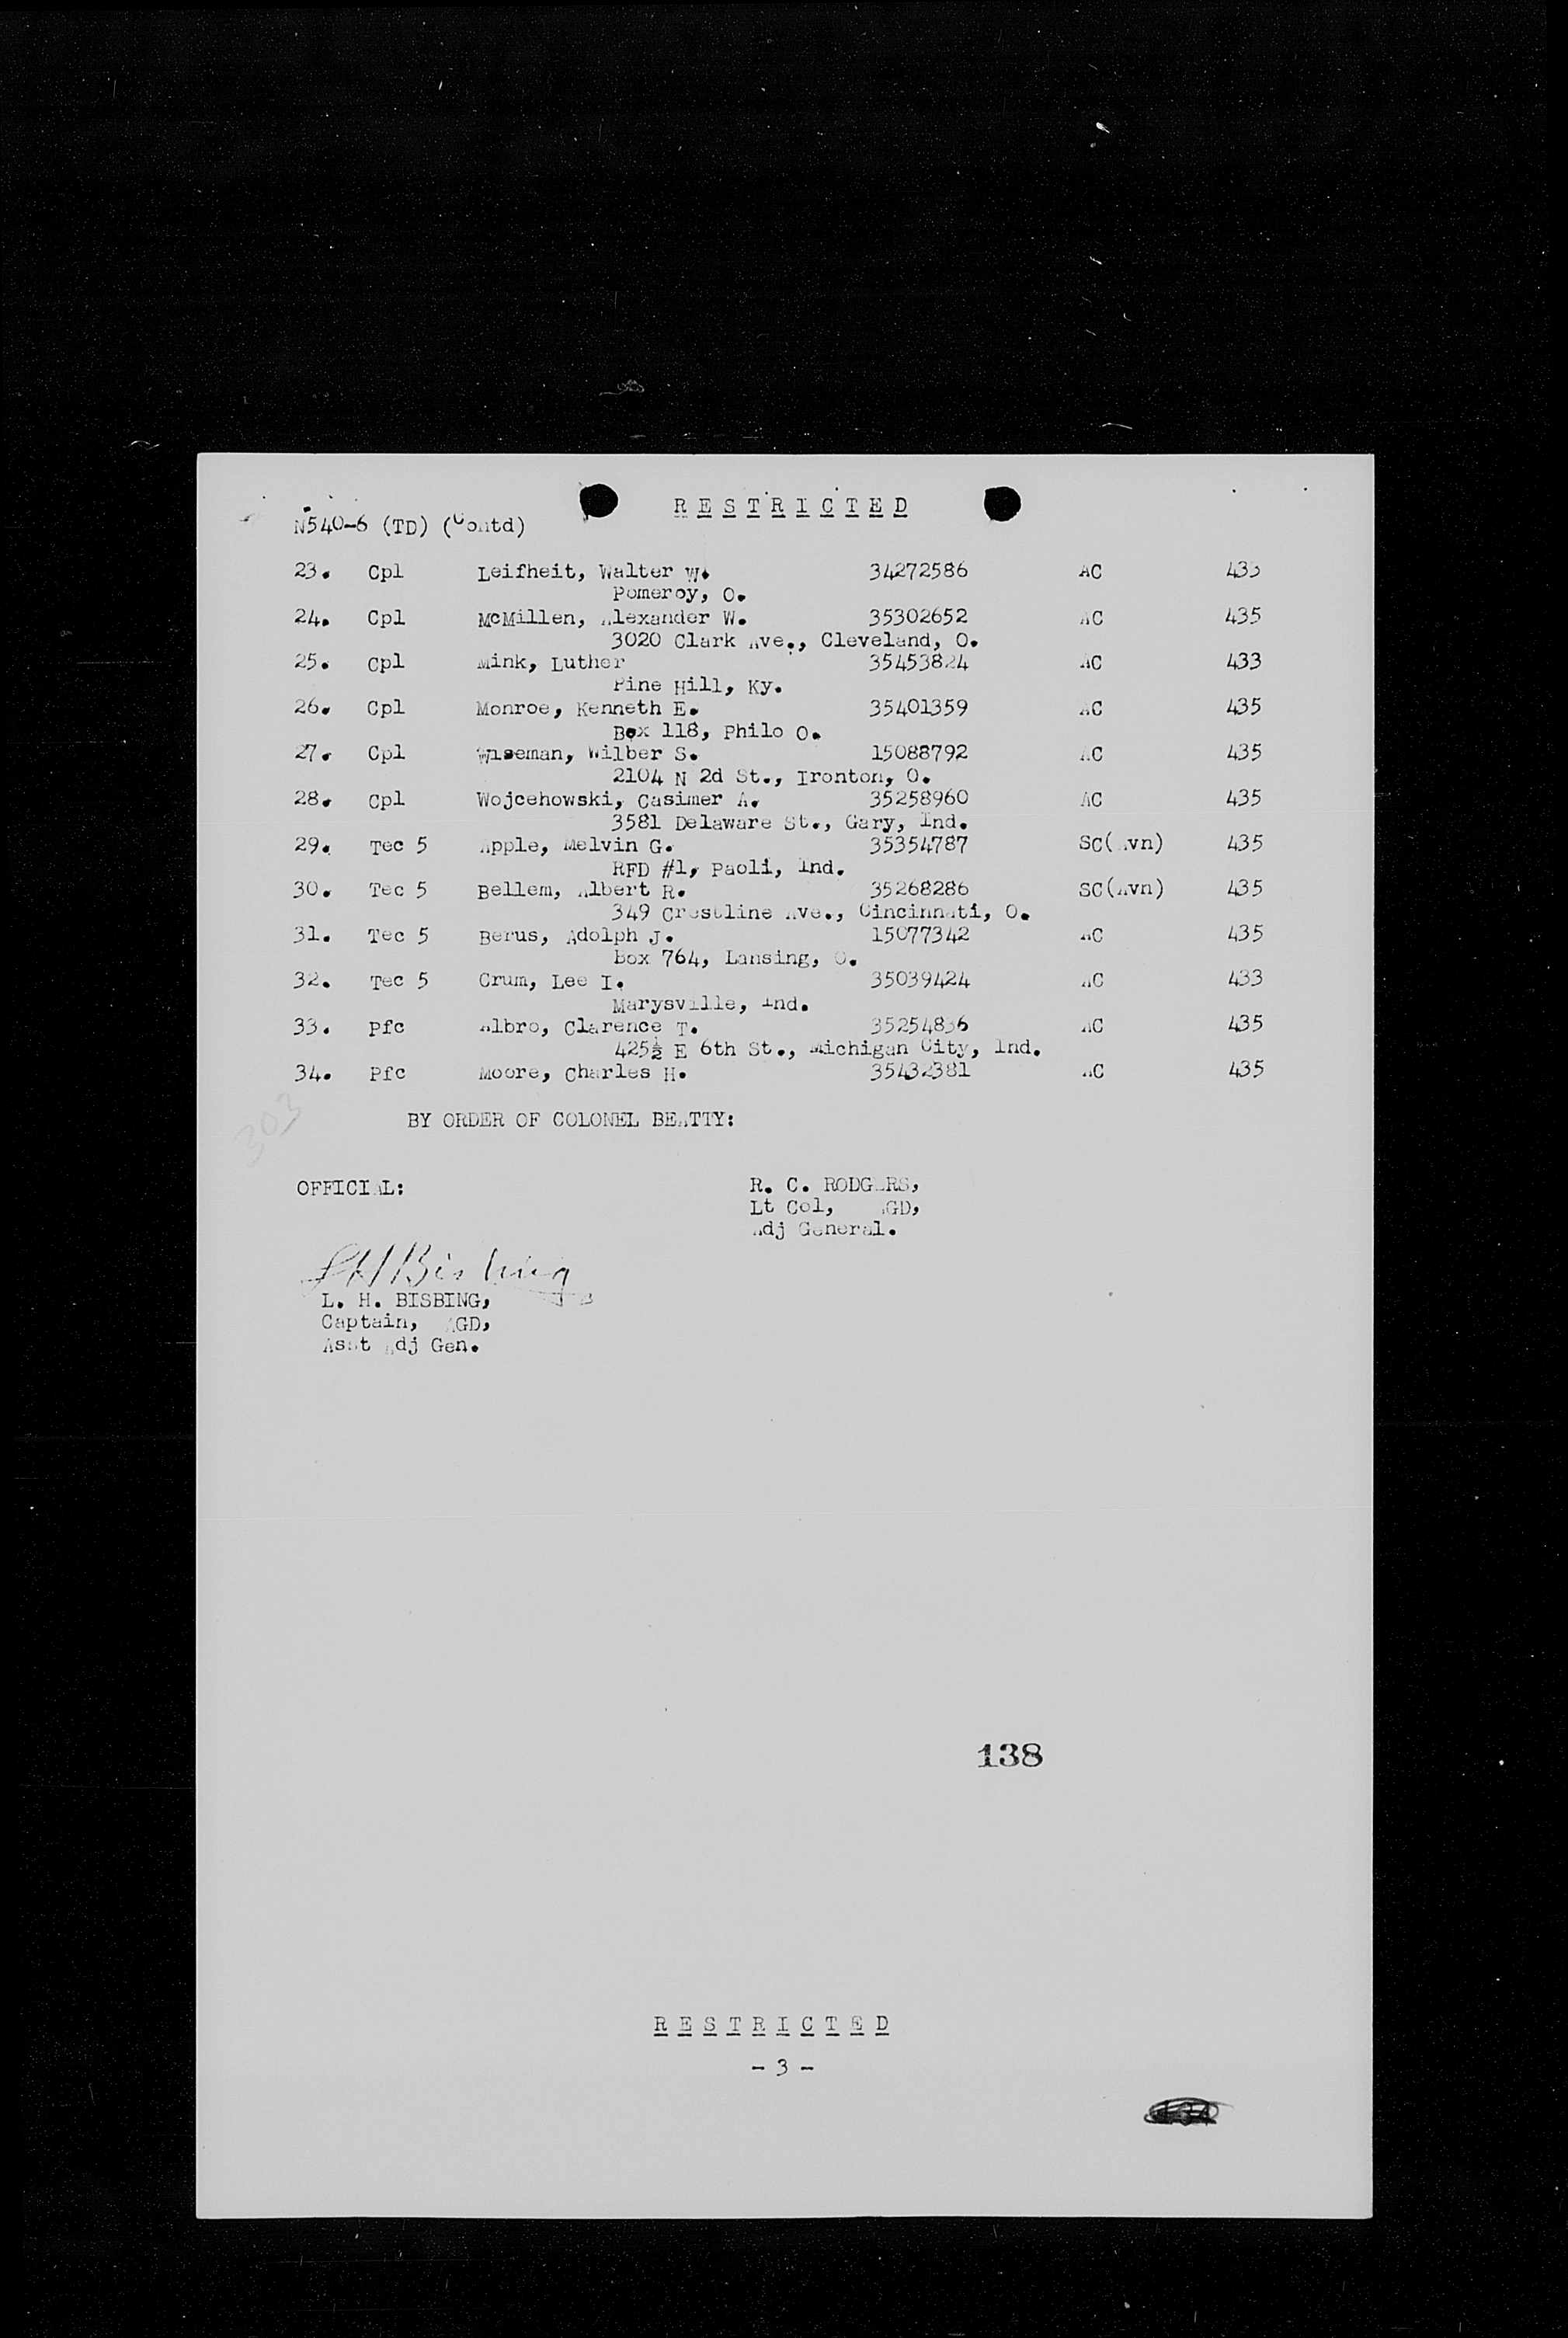 R E S T R I C T E D
N540-6 (TD) (Contd)
23. Cpl Leifheit, Walter W. 34272586 AC
Pomeroy, O.
24. Cpl McMillen, Alexander W. 35302652 AC 435
3020 Clark Ave., Cleveland, O.
25. Cpl Mink, Luther 35453824 AC 433
Pine Hill, Ky.
26. Cpl Monroe, Kenneth E. 35401359 AC 435
Box 118, Philo O.
27. Cpl Wiseman, Wilber S. 15088792 AC 435
2104 N 2d St., Ironton, O.
28. Cpl Wojcehowski, Casimer A. 35258960 AC 435
3581 Delaware St., Gary, Ind.
29. Tec 5 Apple, Melvin G. 35354787 SC(Avn) 435
RFD #1, Paoli, Ind.
30. Tec 5 Bellem, Albert R. 35268286 SC(Avn) 435
349 Crestline Ave., Cincinnati, O.
31. Tec 5 Berus, Adolph J. 15077342 AC 435
Box 764, Lansing, O.
32. Tec 5 Crum, Lee I. 35039424 AC 433
Marysville, Ind.
33. Pfc Albro, Clarence T. AC 435
425½ E 6th St., Michigan City, Ind.
34. Pfc Moore, Charles H. 35432381 AC 435
303
BY ORDER OF COLONEL BEATTY:
OFFICIAL:
R. C. RODGERS,
Lt Col, AGD,
Adj General.
L H Bisbing
L. H. BISBING,
Captain, AGD,
Asst Adj Gen.
138
R E S T R I C T E D
- 3 -